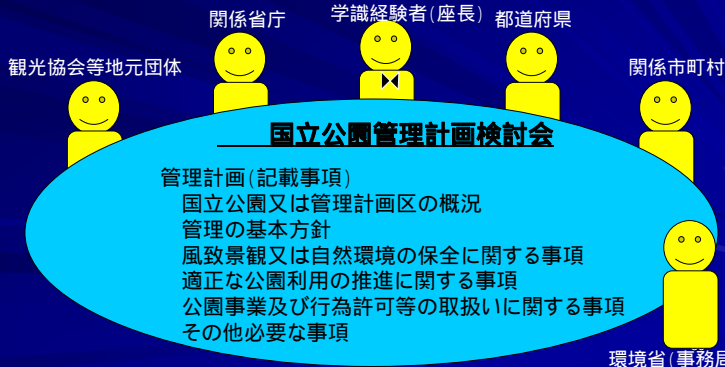 関係省庁
学識経験者(座長)
都道府県
観光協会等地元団体
関係市町村
国立公園管理計画検討会
管理計画(記載事項)
国立公園又は管理計画区の概況
管理の基本方針
風致景観又は自然環境の保全に関する事項
適正な公園利用の推進に関する事項
公園事業及び行為許可等の取扱いに関する事項
その他必要な事項
環境省(事務局